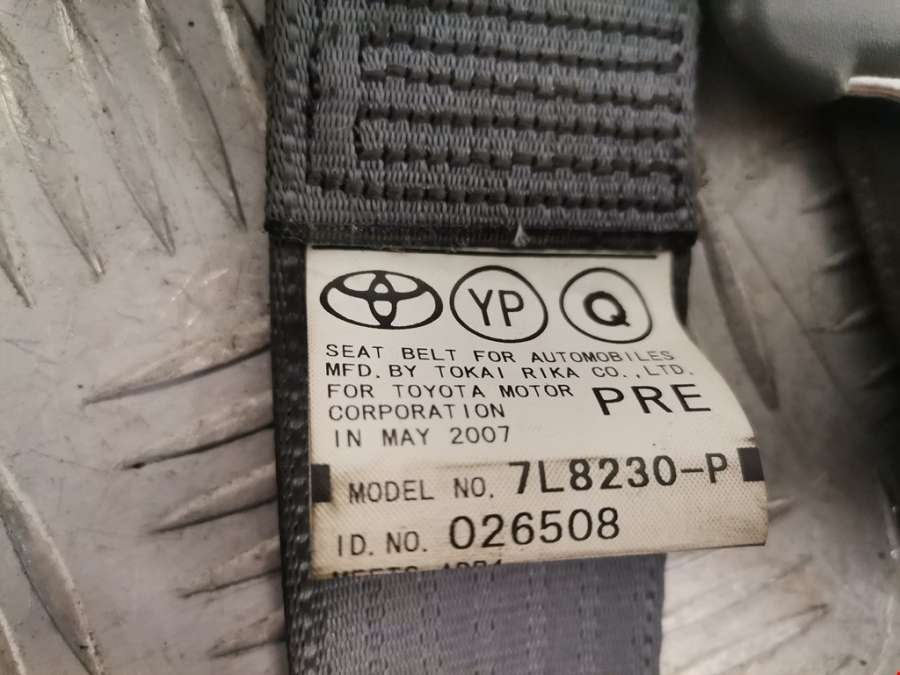 YP Q
SEAT BELT FOR AUTOMOBILES
MFD. BY TOKAI RIKA CO., LTD.
FOR TOYOTA MOTOR
CORPORATION
PRE
IN MAY 2007
MODEL NO. 7L8230-P
ID. NO. 026508